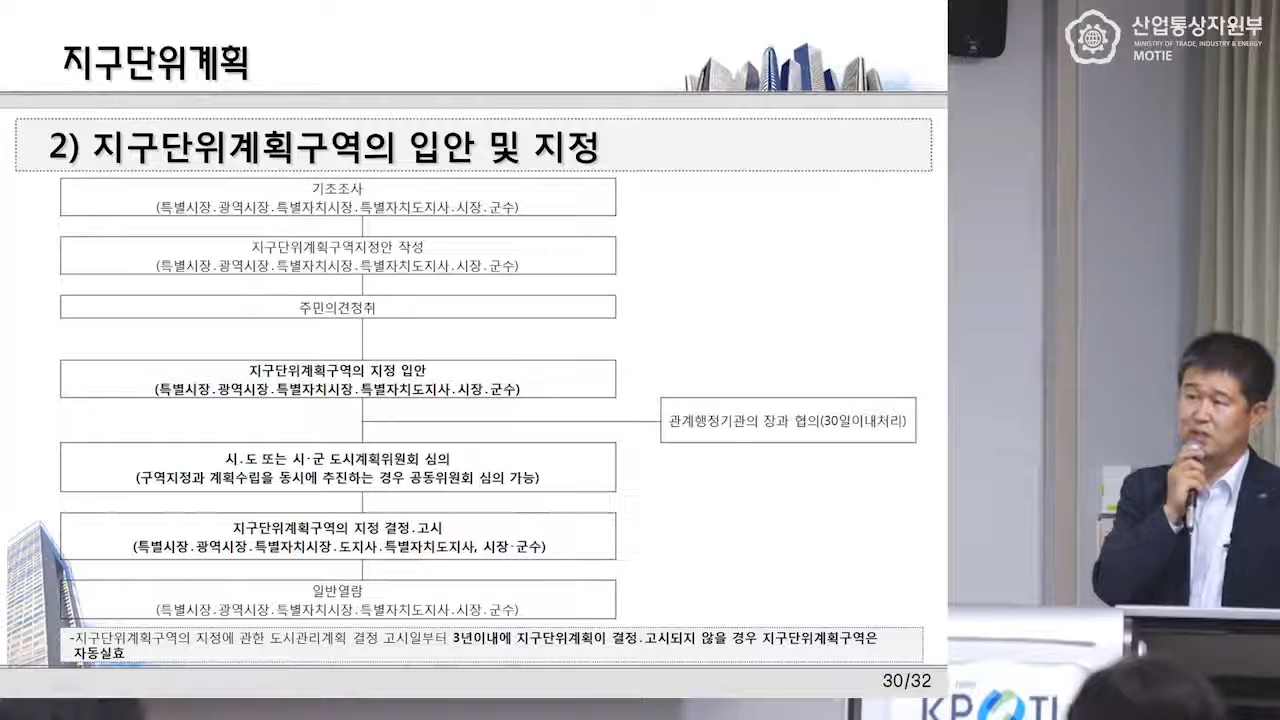 지구단위계획
2) 지구단위계획구역의 입안 및 지정
기조조사
(특별시장.광역시장.특별자치시장.특별자치도지사.시장.군수)
지구단위계획구역지정안 작성
(특별시장.광역시장.특별자치시장.특별자치도지사.시장.군수)
주민의견정취
지구단위계획구역의 지정 입안
(특별시장.광역시장.특별자치시장.특별자치도지사.시장.군수)
관계행정기관의 장과 협의(30일이내처리)
시.도 또는 시·군 도시계획위원회 심의
(구역지정과 계획수립을 동시에 추진하는 경우 공동위원회 심의 가능)
지구단위계획구역의 지정 결정.고시
(특별시장.광역시장.특별자치시장.도지사.특별자치도지사, 시장·군수)
일반열람
(특별시장.광역시장.특별자치시장.특별자치도지사.시장.군수)
-지구단위계획구역의 지정에 관한 도시관리계획 결정 고시일부터 3년이내에 지구단위계획이 결정.고시되지 않을 경우 지구단위계획구역은
자동실효
30/32
산업통상자원부
MINISTRY OF TRADE, INDUSTRY & ENERGY
MOTIE